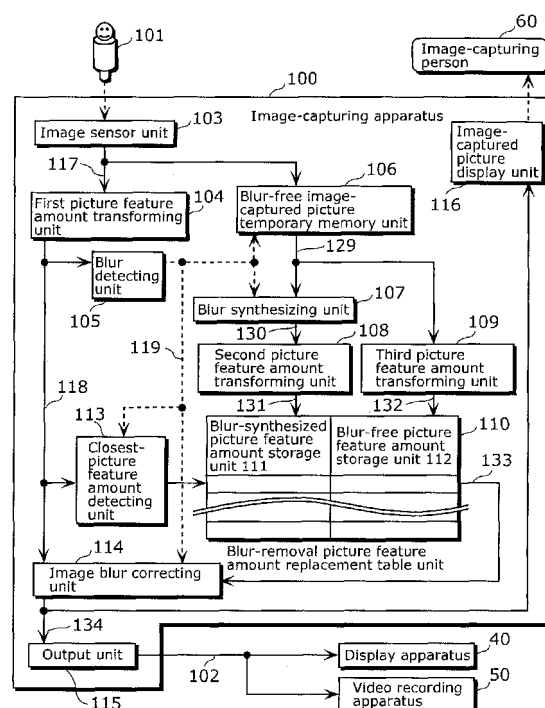 101
60
Image-capturing
person
100
Image sensor unit
103
Image-capturing apparatus
Image-
captured
picture
display
unit
116
117
106
First picture feature
amount transforming
unit
104
Blur-free image-
captured picture
temporary memory unit
129
Blur
detecting
unit
105
107
Blur synthesizing unit
130
108
109
119
Second picture
feature amount
transforming unit
Third picture
feature amount
transforming unit
118
131
132
113
Closest-
picture
feature
amount
detecting
unit
Blur-synthesized
picture feature
amount storage
unit 111
Blur-free picture
feature amount
storage unit 112
110
133
114
Blur-removal picture feature
amount replacement table unit
Image blur correcting
unit
134
Output unit
115
102
40
Display apparatus
50
Video recording
apparatus